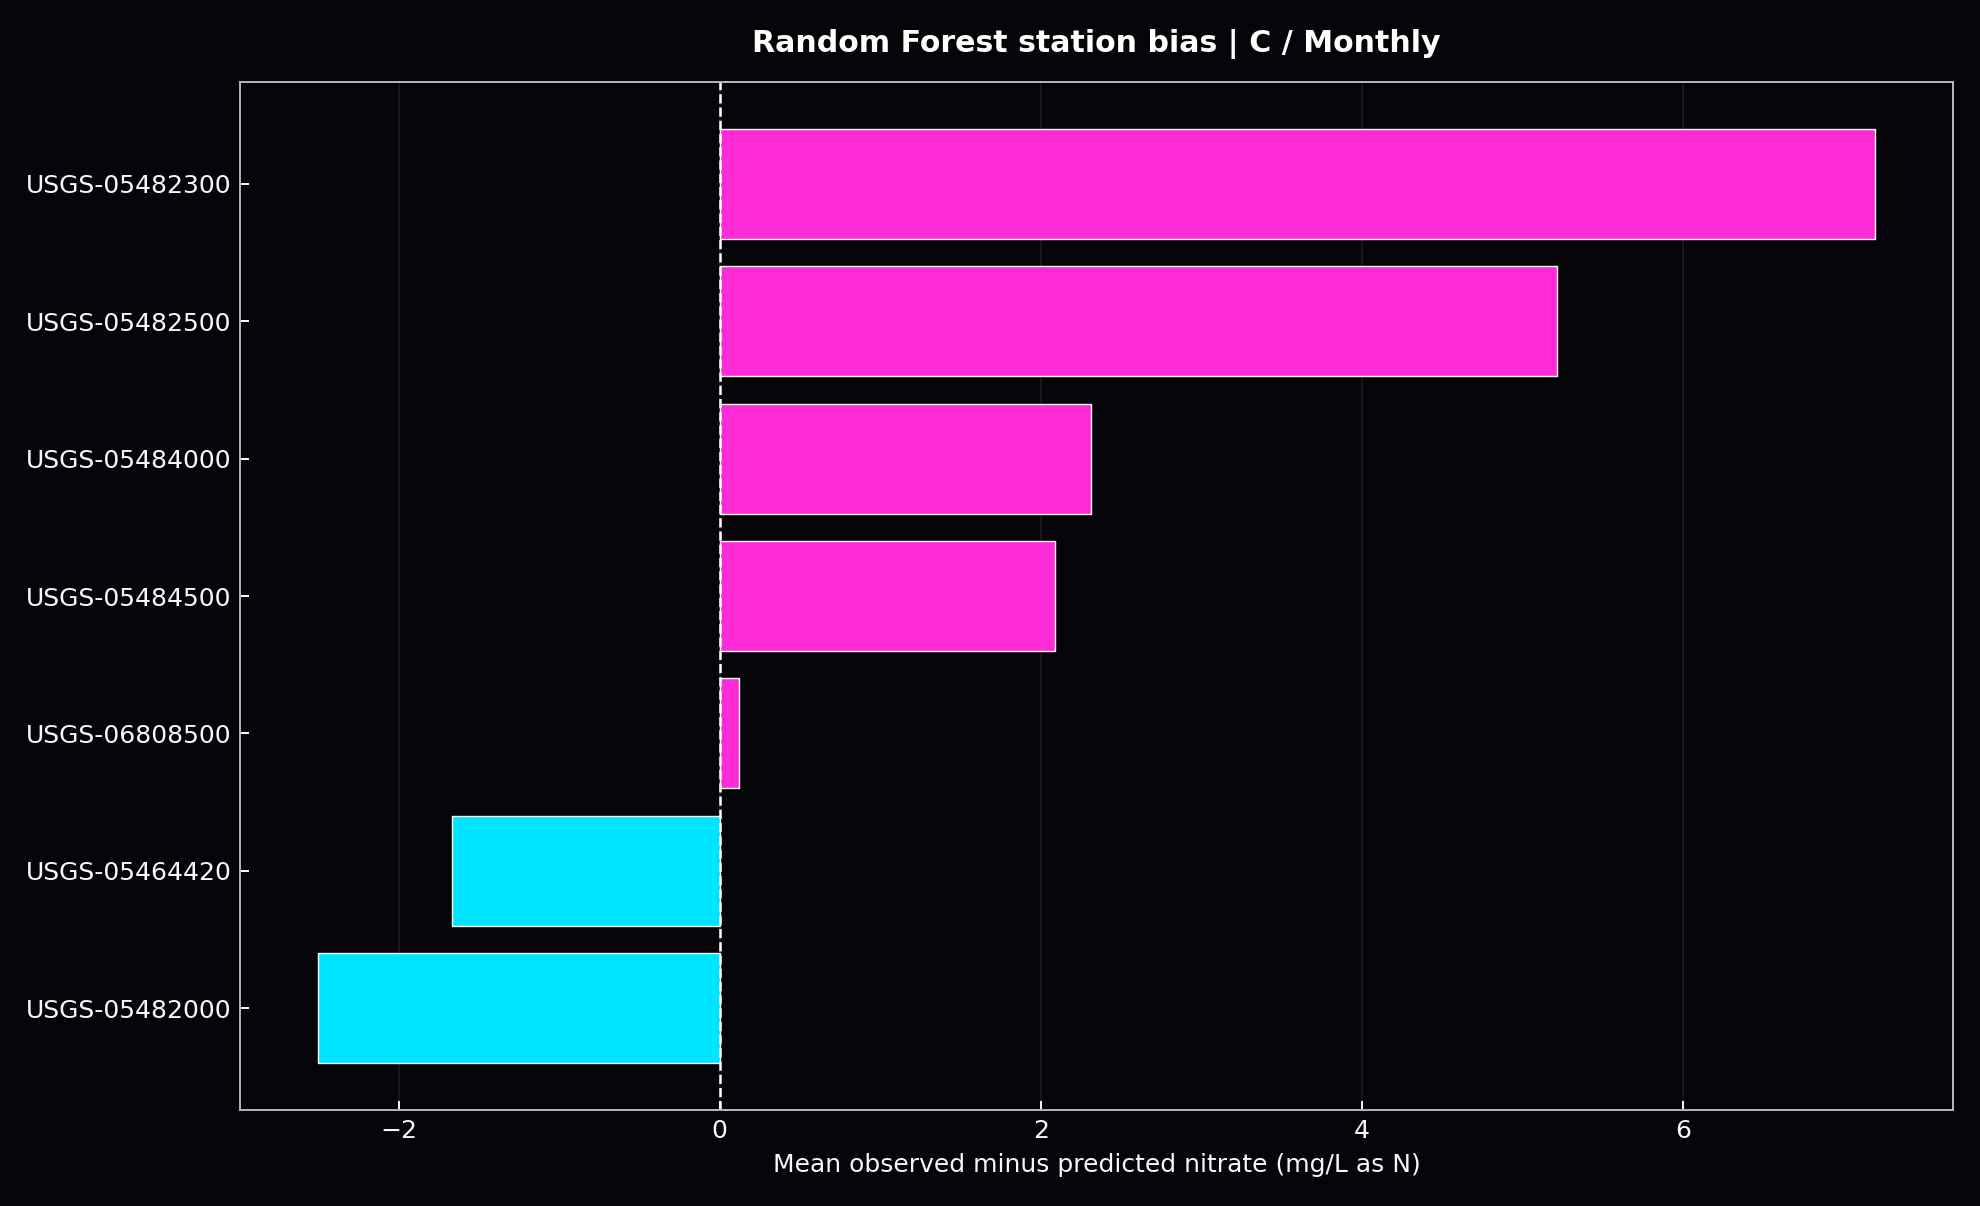 Random Forest station bias | C / Monthly
USGS-05482300
USGS-05482500
USGS-05484000
USGS-05484500
USGS-06808500
USGS-05464420
USGS-05482000
−2 0 2 4 6
Mean observed minus predicted nitrate (mg/L as N)